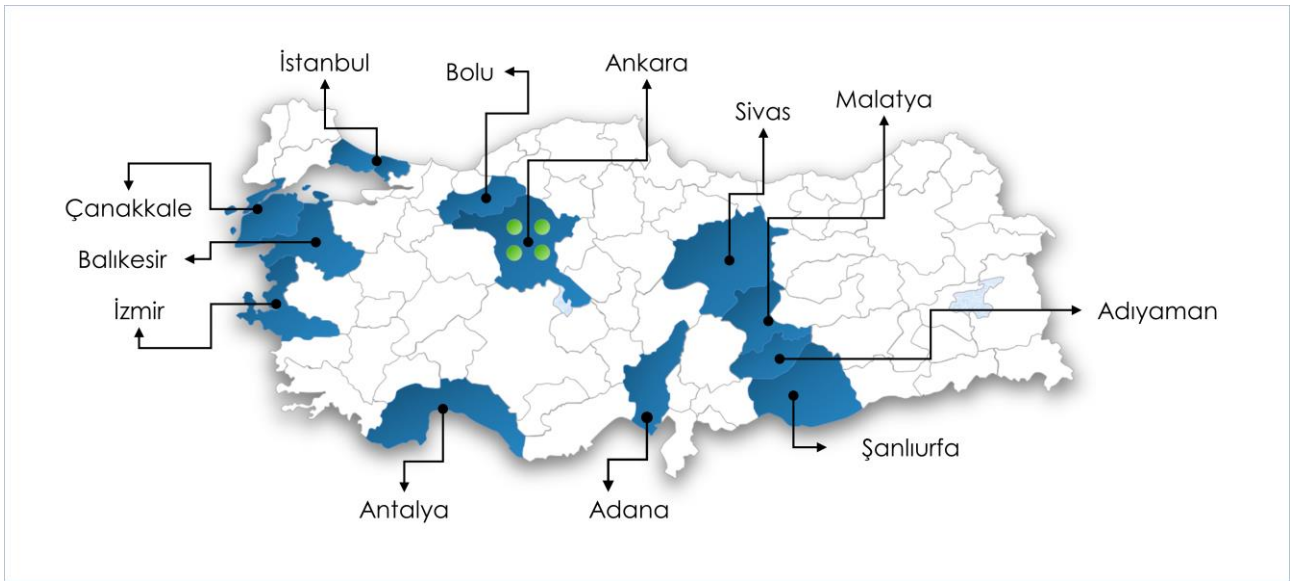 İstanbul
Bolu
Ankara
Sivas
Malatya
Çanakkale
Balıkesir
İzmir
Adıyaman
Şanlıurfa
Antalya
Adana